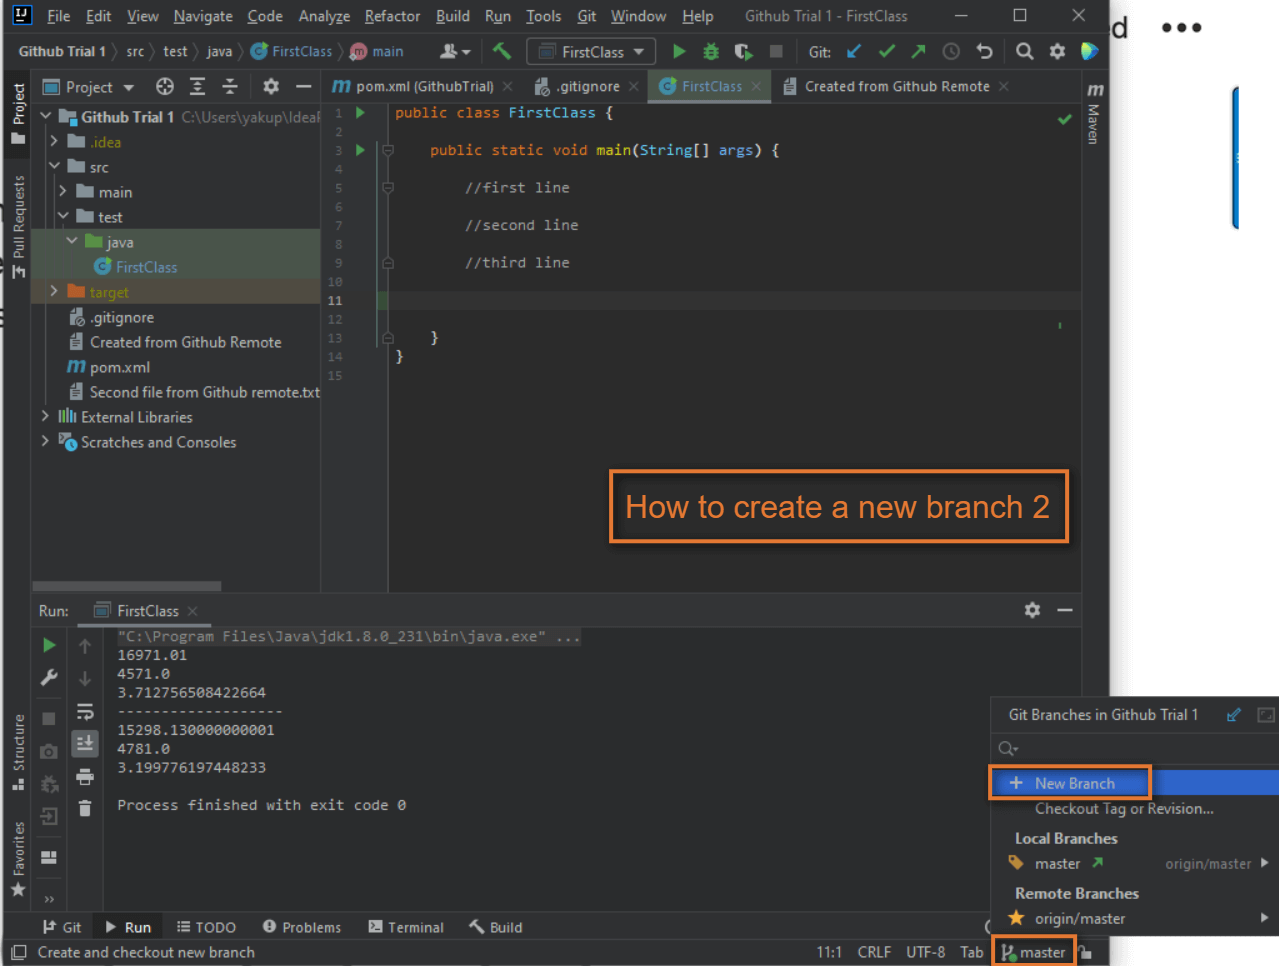 File Edit View Navigate Code Analyze Refactor Build Run Tools Git Window Help Github Trial 1 - FirstClass
Github Trial 1 src test java FirstClass main FirstClass Git:
Project pom.xml (GithubTrial) .gitignore FirstClass Created from Github Remote
Project
Pull Requests
Structure
Favorites
m Maven
Github Trial 1 C:\Users\yakup\Idea
.idea
src
main
test
java
FirstClass
target
.gitignore
Created from Github Remote
pom.xml
Second file from Github remote.txt
External Libraries
Scratches and Consoles
1 public class FirstClass {
2
3 public static void main(String[] args) {
4
5 //first line
6
7 //second line
8
9 //third line
10
11
12
13 }
14 }
15
How to create a new branch 2
Run: FirstClass
"C:\Program Files\Java\jdk1.8.0_231\bin\java.exe" ...
16971.01
4571.0
3.712756508422664
-------------------
15298.130000000001
4781.0
3.199776197448233
Process finished with exit code 0
Git Branches in Github Trial 1
+ New Branch
Checkout Tag or Revision...
Local Branches
master origin/master
Remote Branches
origin/master
Git Run TODO Problems Terminal Build
Create and checkout new branch 11:1 CRLF UTF-8 Tab master